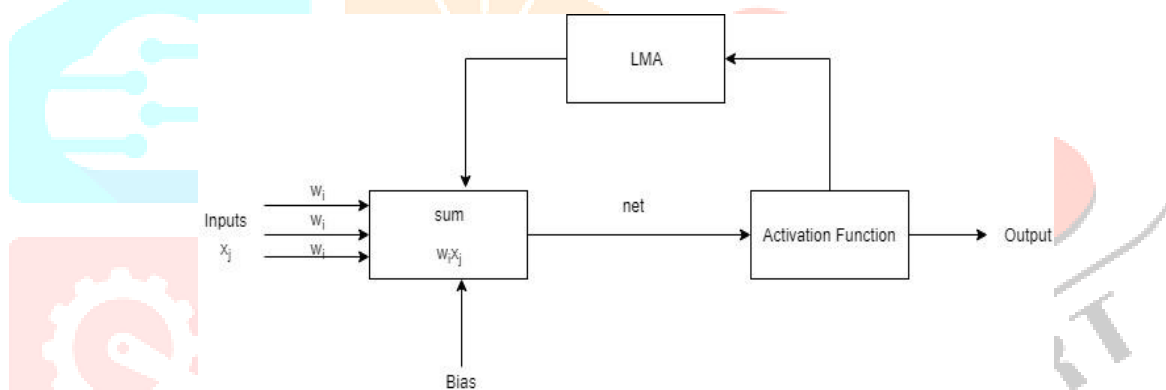 LMA
wᵢ
Inputs
xⱼ
wᵢ
wᵢ
sum
wᵢxⱼ
net
Activation Function
Output
Bias